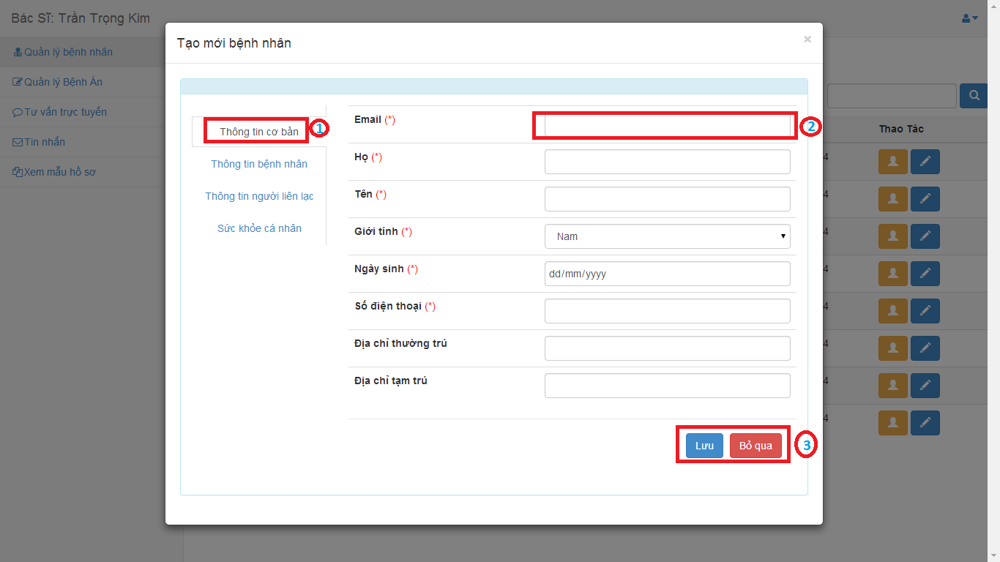 Bác Sĩ: Trần Trọng Kim
Quản lý bệnh nhân
Quản lý Bệnh Án
Tư vấn trực tuyến
Tin nhắn
Xem mẫu hồ sơ
Tạo mới bệnh nhân
×
Thông tin cơ bản
1
Thông tin bệnh nhân
Thông tin người liên lạc
Sức khỏe cá nhân
Email (*)
2
Họ (*)
Tên (*)
Giới tính (*)
Nam
Ngày sinh (*)
dd/mm/yyyy
Số điện thoại (*)
Địa chỉ thường trú
Địa chỉ tạm trú
Lưu
Bỏ qua
3
Thao Tác
4
4
4
4
4
4
4
4